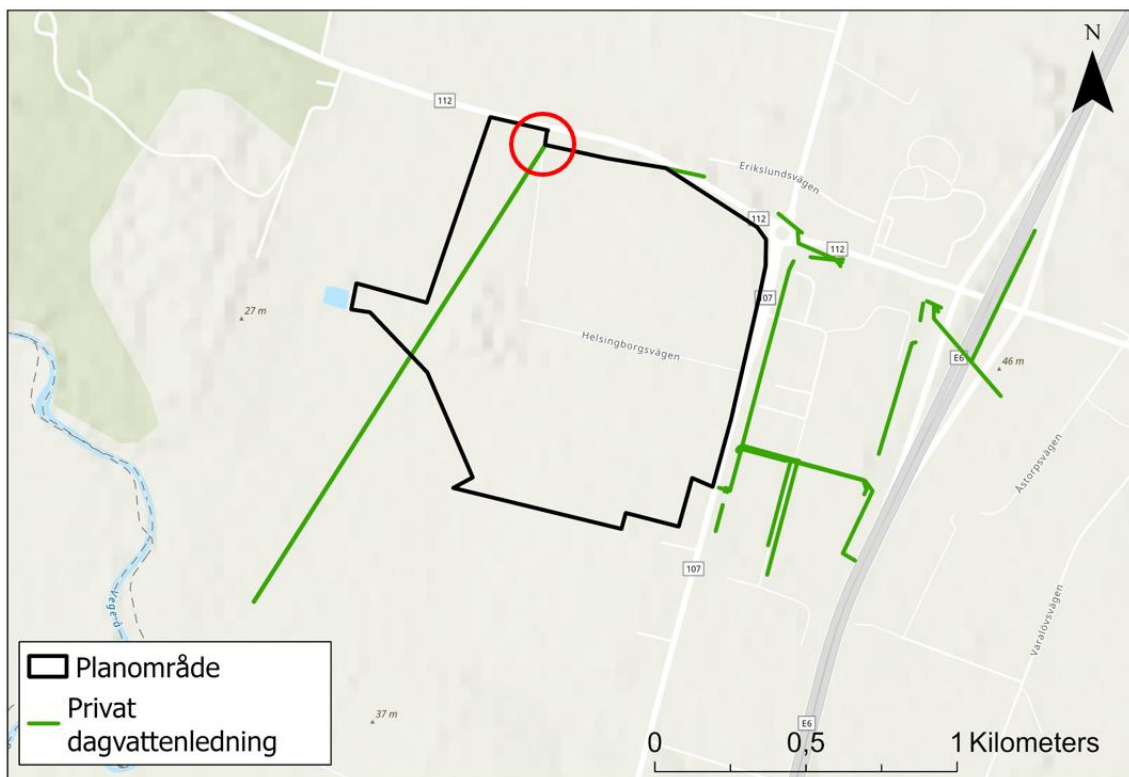 N
112
Erikslundsvägen
112
112
27 m
107
Helsingborgsvägen
E6
46 m
Åstorpsvägen
Vege å
107
Varalövsvägen
37 m
E6
Planområde
Privat
dagvattenledning
0 0,5 1 Kilometers